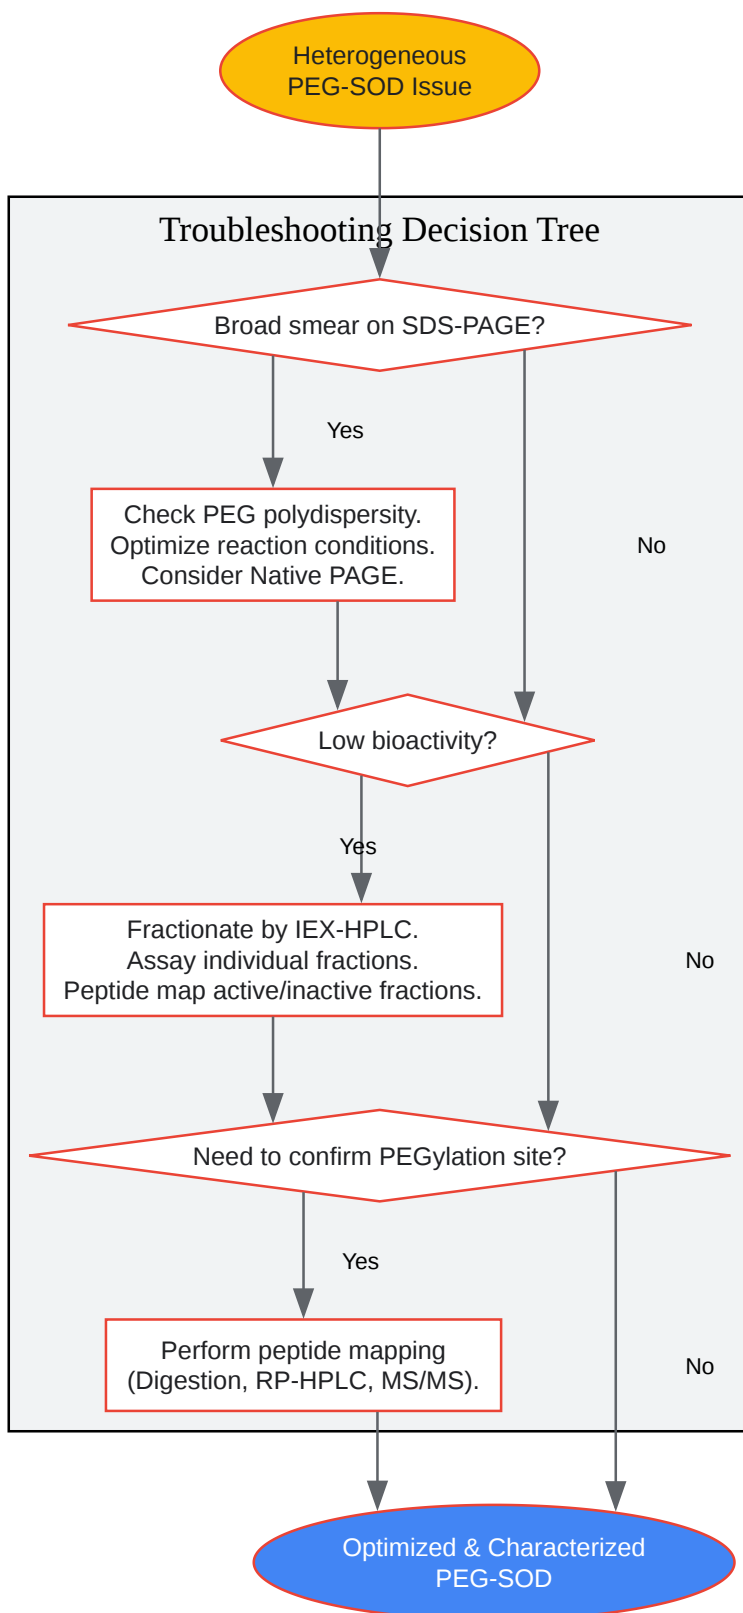 Heterogeneous
PEG-SOD Issue
Troubleshooting Decision Tree
Broad smear on SDS-PAGE?
Yes
Check PEG polydispersity.
Optimize reaction conditions.
Consider Native PAGE.
No
Low bioactivity?
Yes
Fractionate by IEX-HPLC.
Assay individual fractions.
Peptide map active/inactive fractions.
No
Need to confirm PEGylation site?
Yes
Perform peptide mapping
(Digestion, RP-HPLC, MS/MS).
No
Optimized & Characterized
PEG-SOD